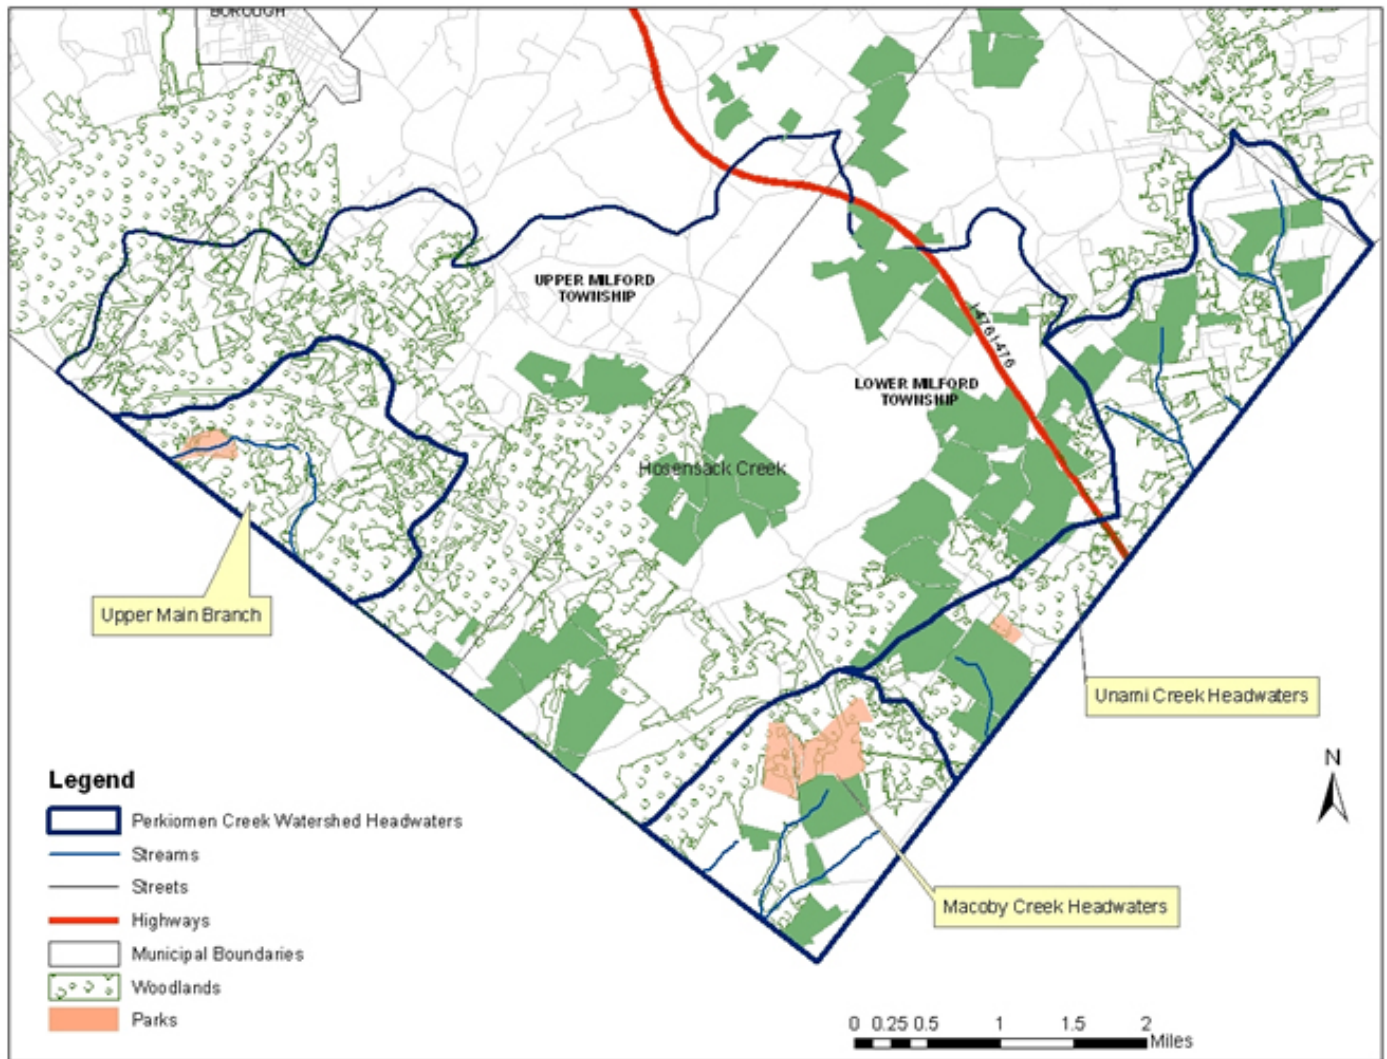 BOROUGH
UPPER MILFORD
TOWNSHIP
I-476 I-476
LOWER MILFORD
TOWNSHIP
Hosensack Creek
Upper Main Branch
Unami Creek Headwaters
N
Legend
Perkiomen Creek Watershed Headwaters
Streams
Streets
Highways
Municipal Boundaries
Woodlands
Parks
Macoby Creek Headwaters
0 0.25 0.5 1 1.5 2
Miles